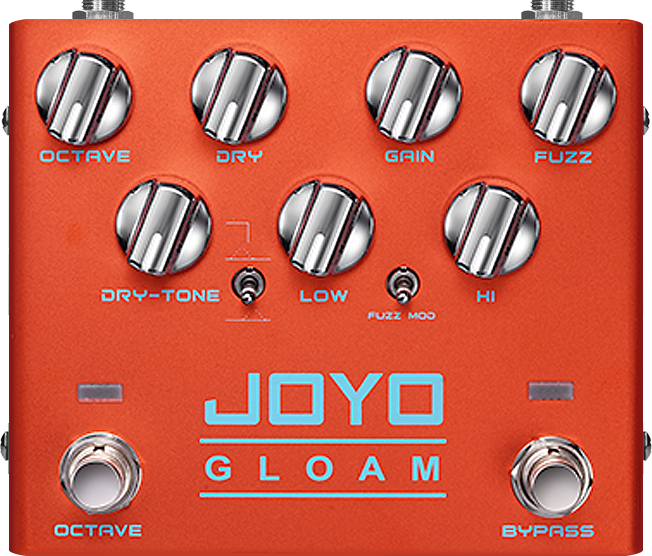 OCTAVE DRY GAIN FUZZ
DRY-TONE LOW HI
FUZZ MOD
JOYO
GLOAM
OCTAVE BYPASS